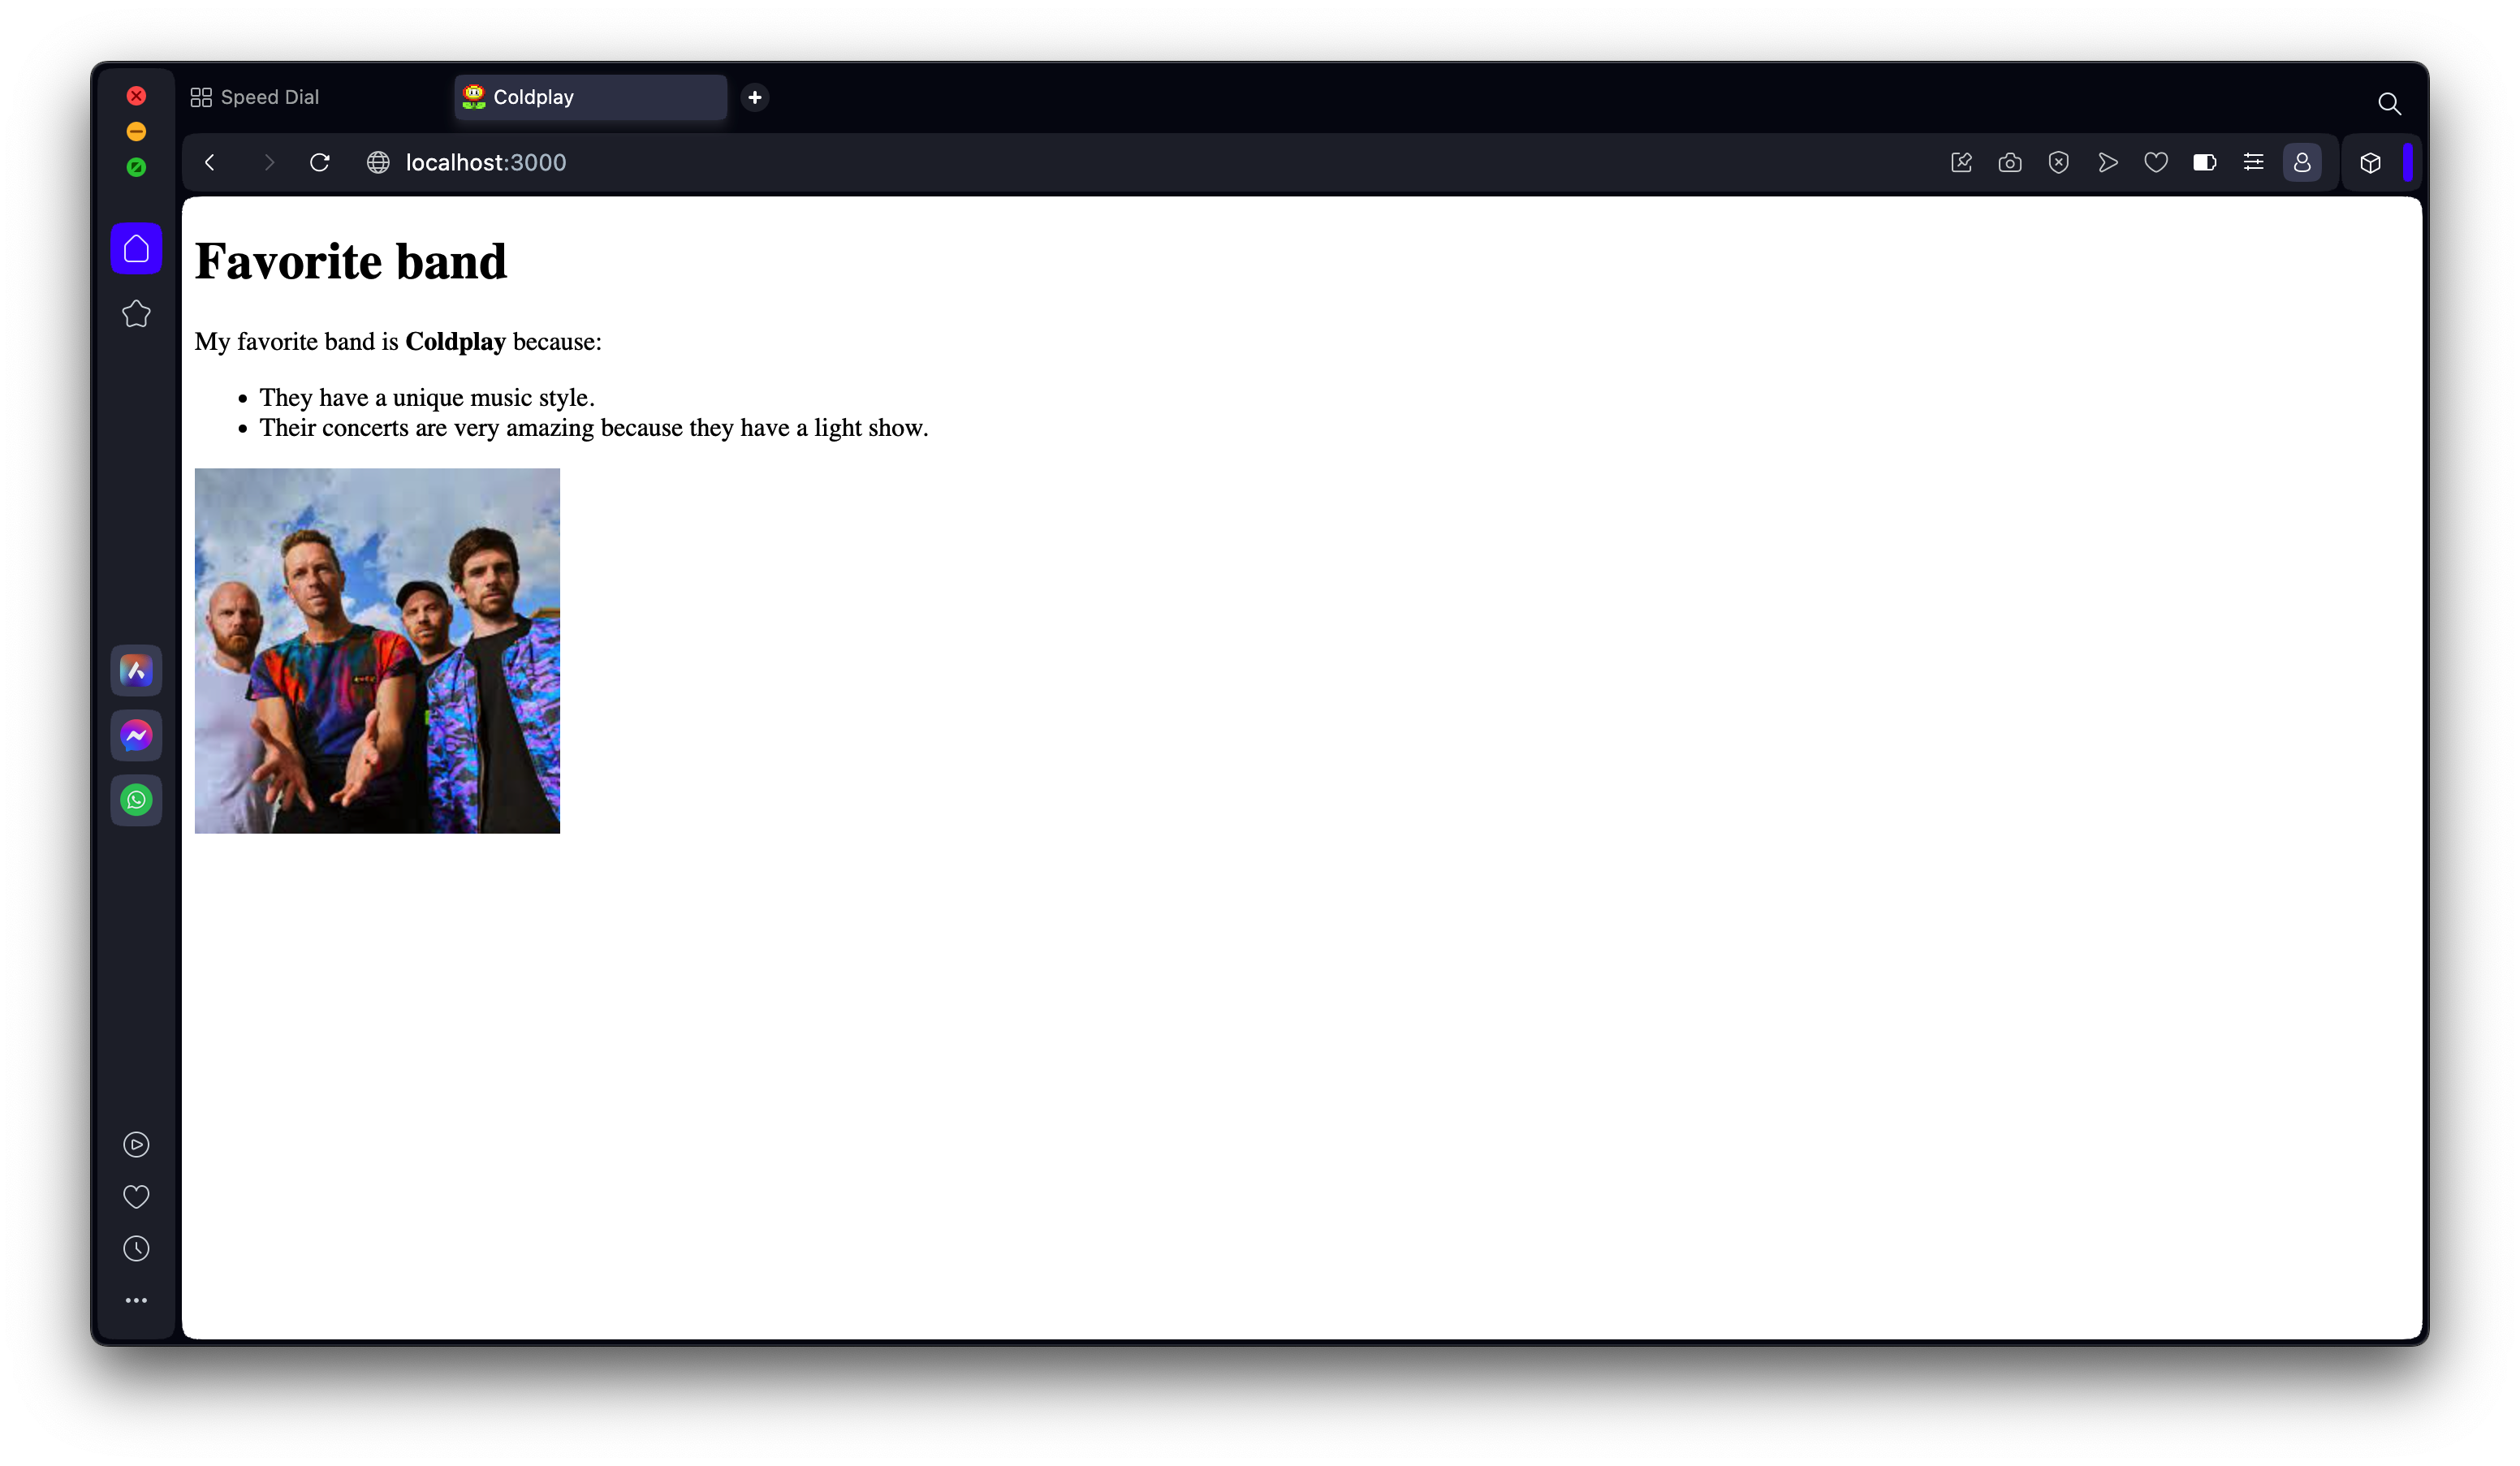 Speed Dial
Coldplay
localhost:3000
Favorite band
My favorite band is Coldplay because:
They have a unique music style.
Their concerts are very amazing because they have a light show.